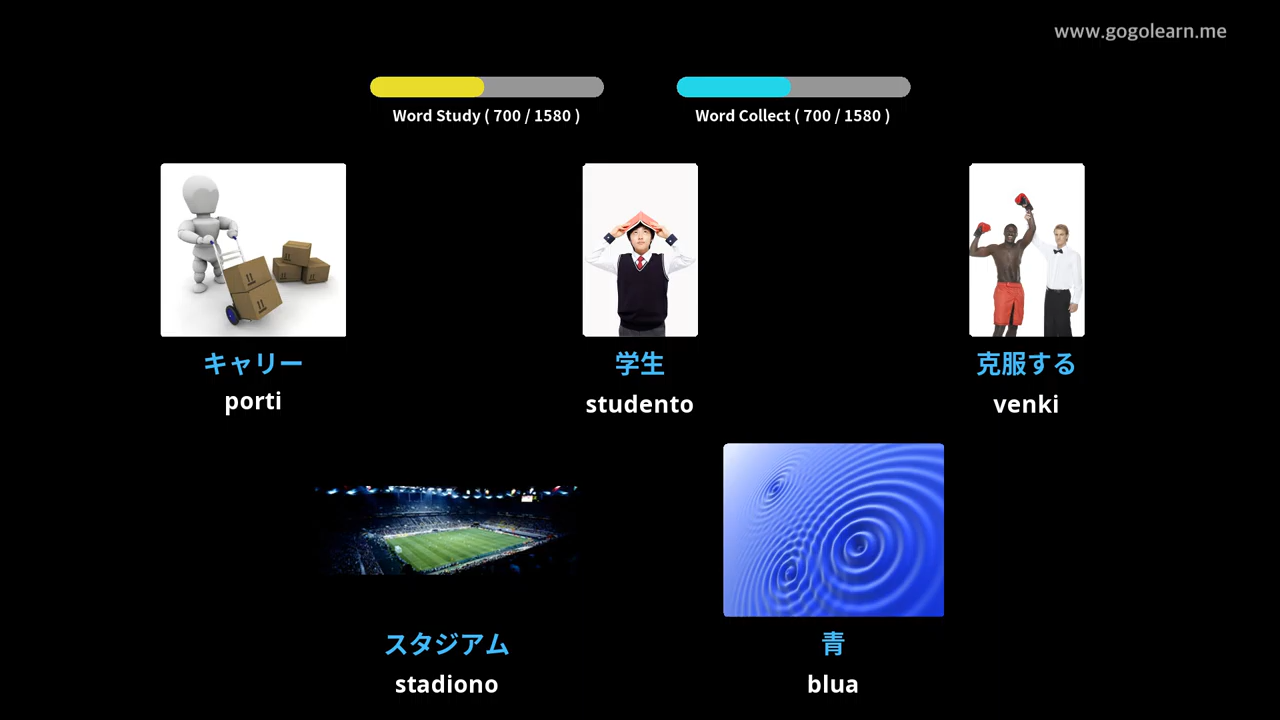 www.gogolearn.me
Word Study ( 700 / 1580 )
Word Collect ( 700 / 1580 )
キャリー
porti
学生
studento
克服する
venki
スタジアム
stadiono
青
blua